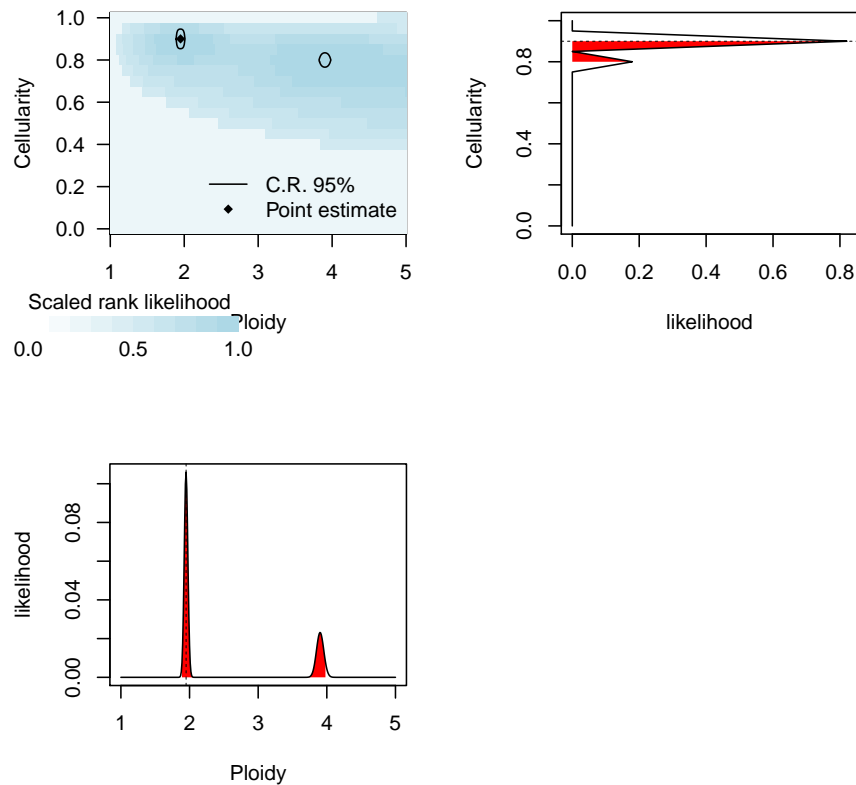 Cellularity
1.0
0.8
0.6
0.4
0.2
0.0
C.R. 95%
Point estimate
1 2 3 4 5
Ploidy
Scaled rank likelihood
0.0 0.5 1.0
Cellularity
0.8
0.4
0.0
0.0 0.2 0.4 0.6 0.8
likelihood
likelihood
0.08
0.04
0.00
1 2 3 4 5
Ploidy